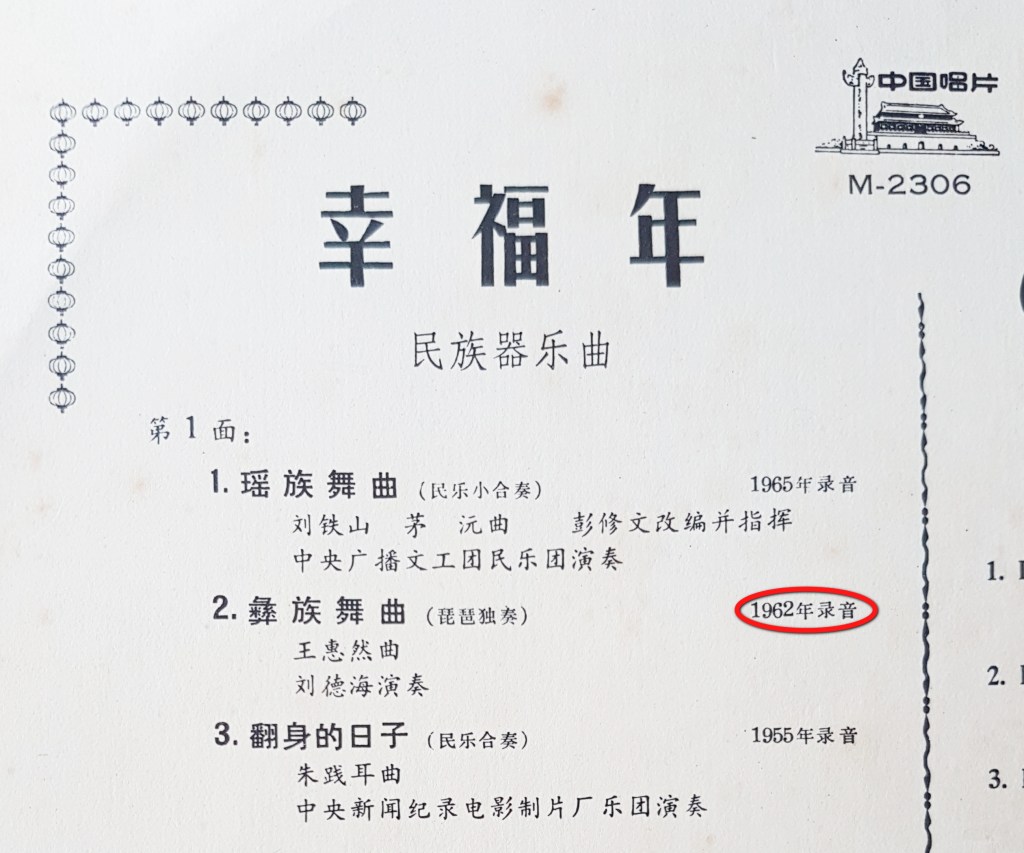 中国唱片
M-2306
幸福年
民族器乐曲
第1面:
1. 瑶族舞曲 (民乐小合奏) 1965年录音
刘铁山 茅 沅曲 彭修文改编并指挥
中央广播文工团民乐团演奏
2. 彝族舞曲 (琵琶独奏) 1962年录音
王惠然曲
刘德海演奏
3. 翻身的日子 (民乐合奏) 1955年录音
朱践耳曲
中央新闻纪录电影制片厂乐团演奏
1.
2.
3.